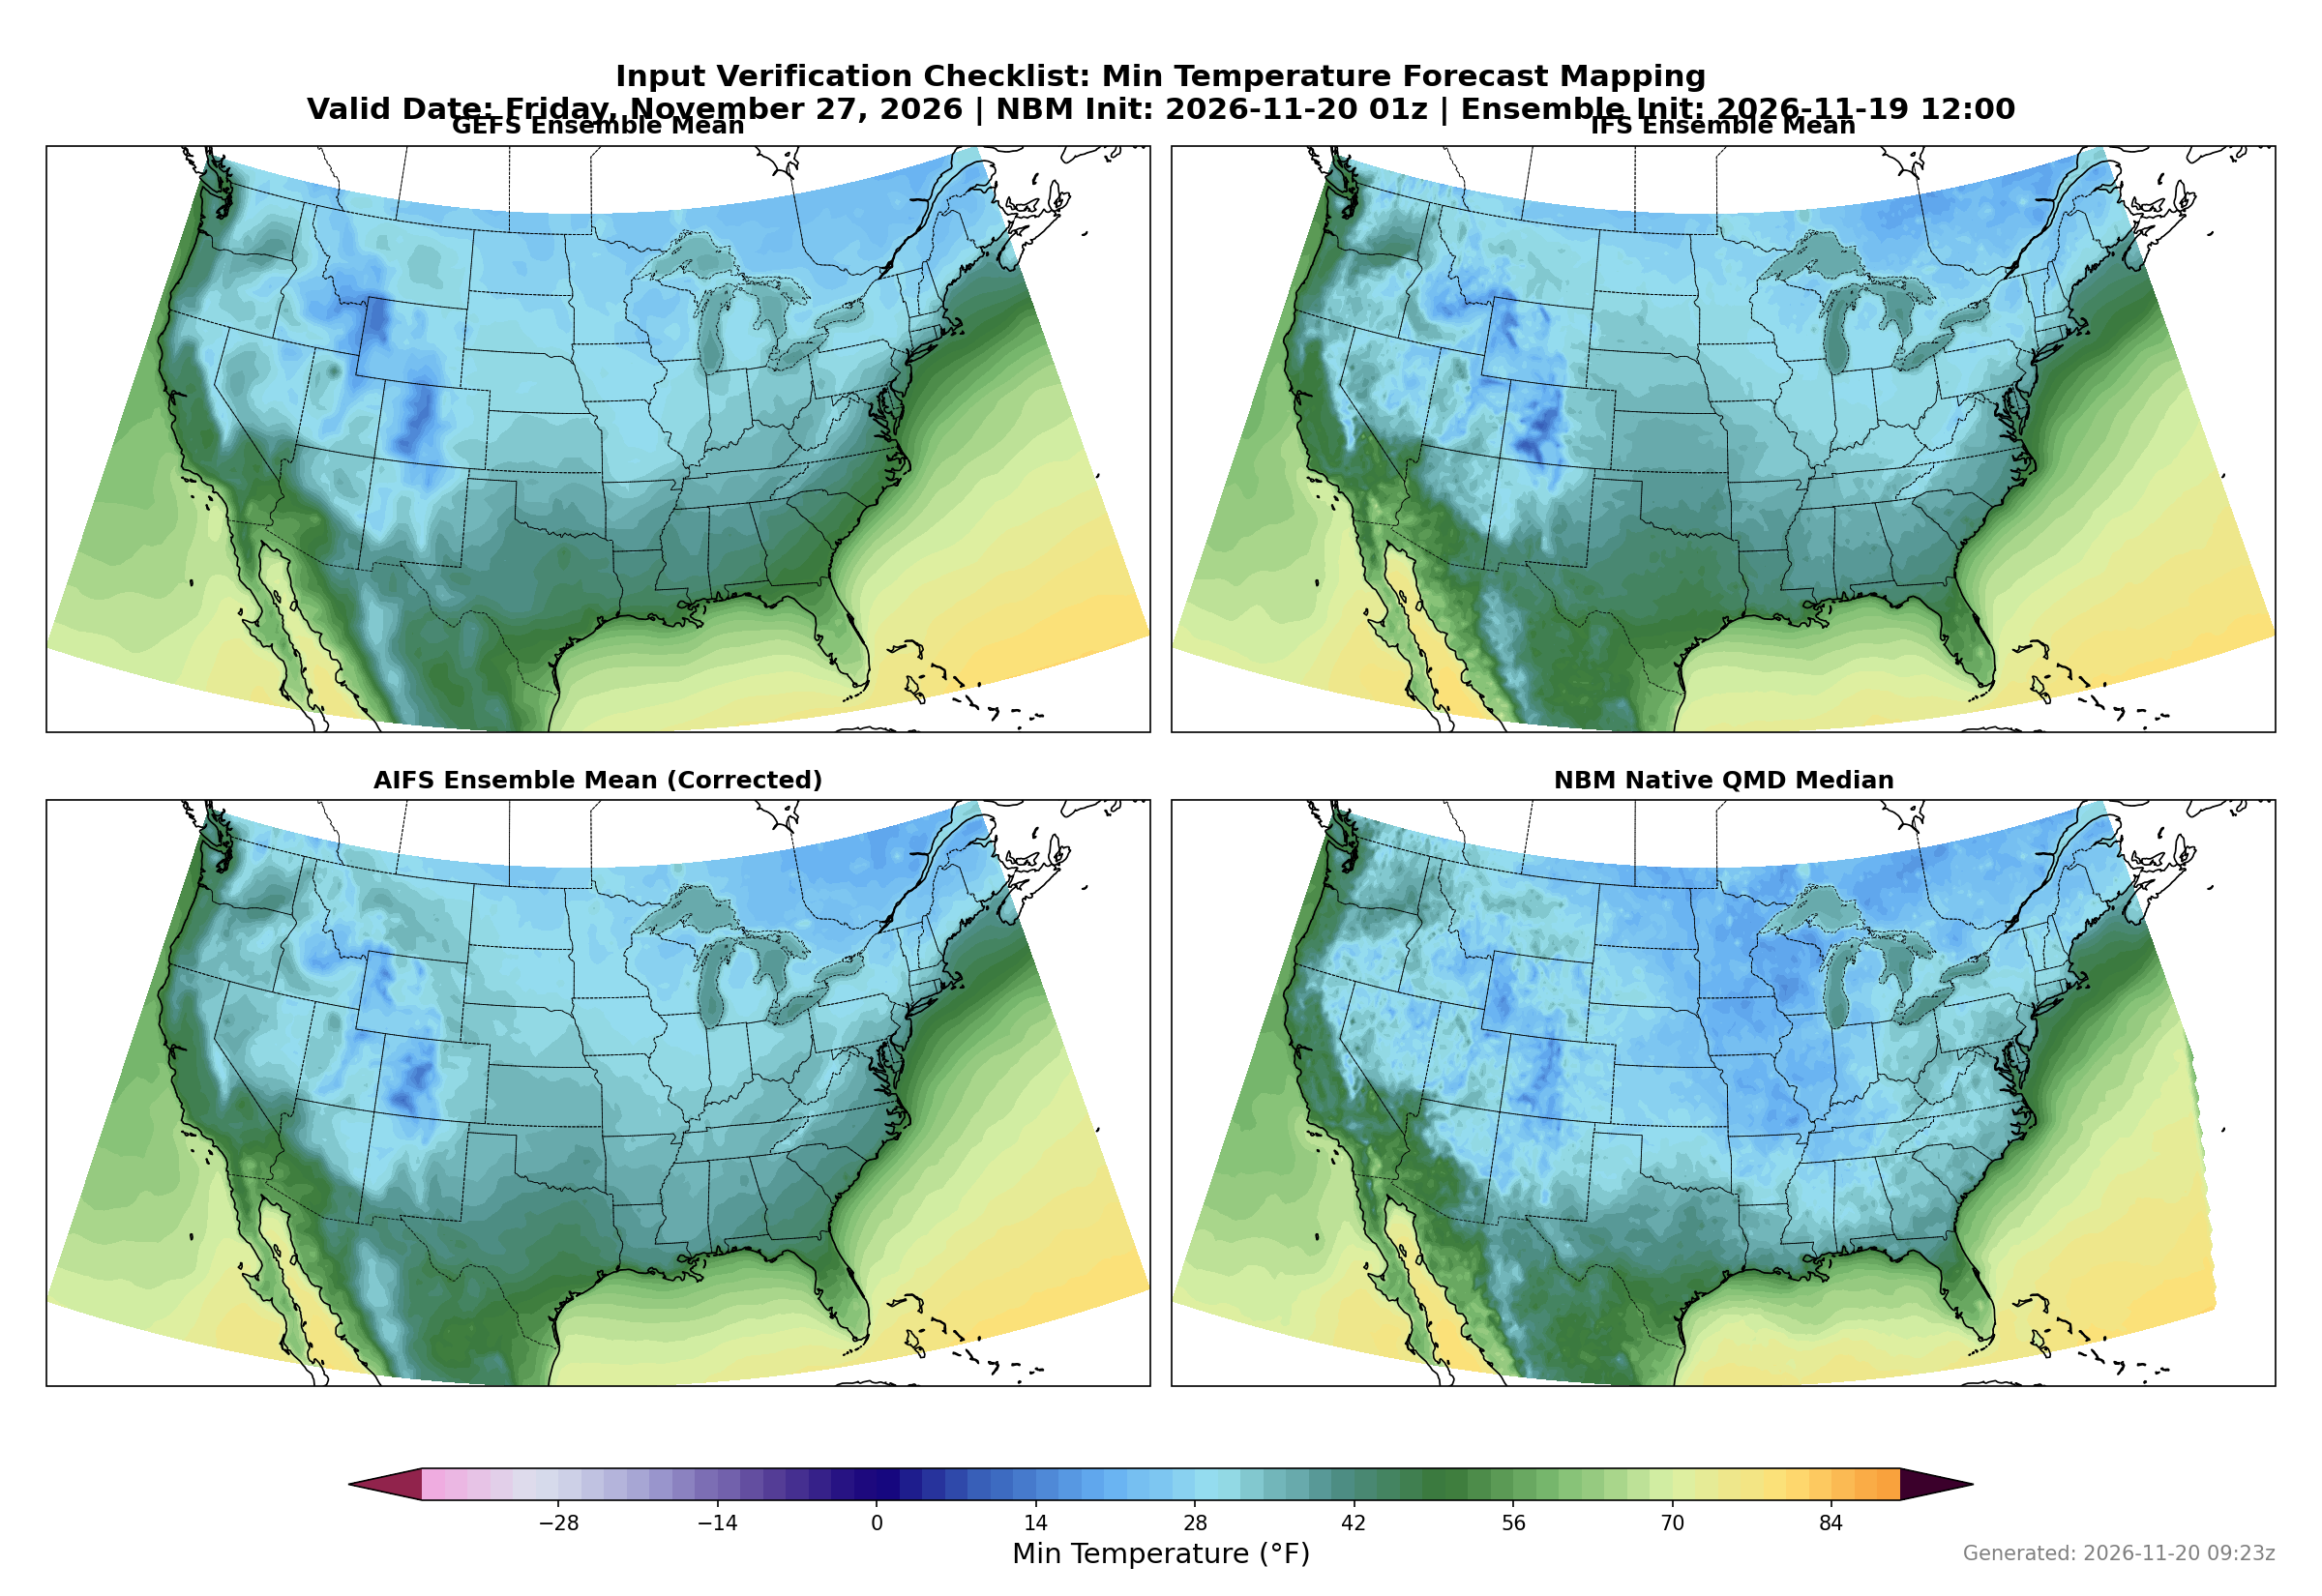 Input Verification Checklist: Min Temperature Forecast Mapping
Valid Date: Friday, November 27, 2026 | NBM Init: 2026-11-20 01z | Ensemble Init: 2026-11-19 12:00
GEFS Ensemble Mean
IFS Ensemble Mean
AIFS Ensemble Mean (Corrected)
NBM Native QMD Median
−28 −14 0 14 28 42 56 70 84
Min Temperature (°F)
Generated: 2026-11-20 09:23z